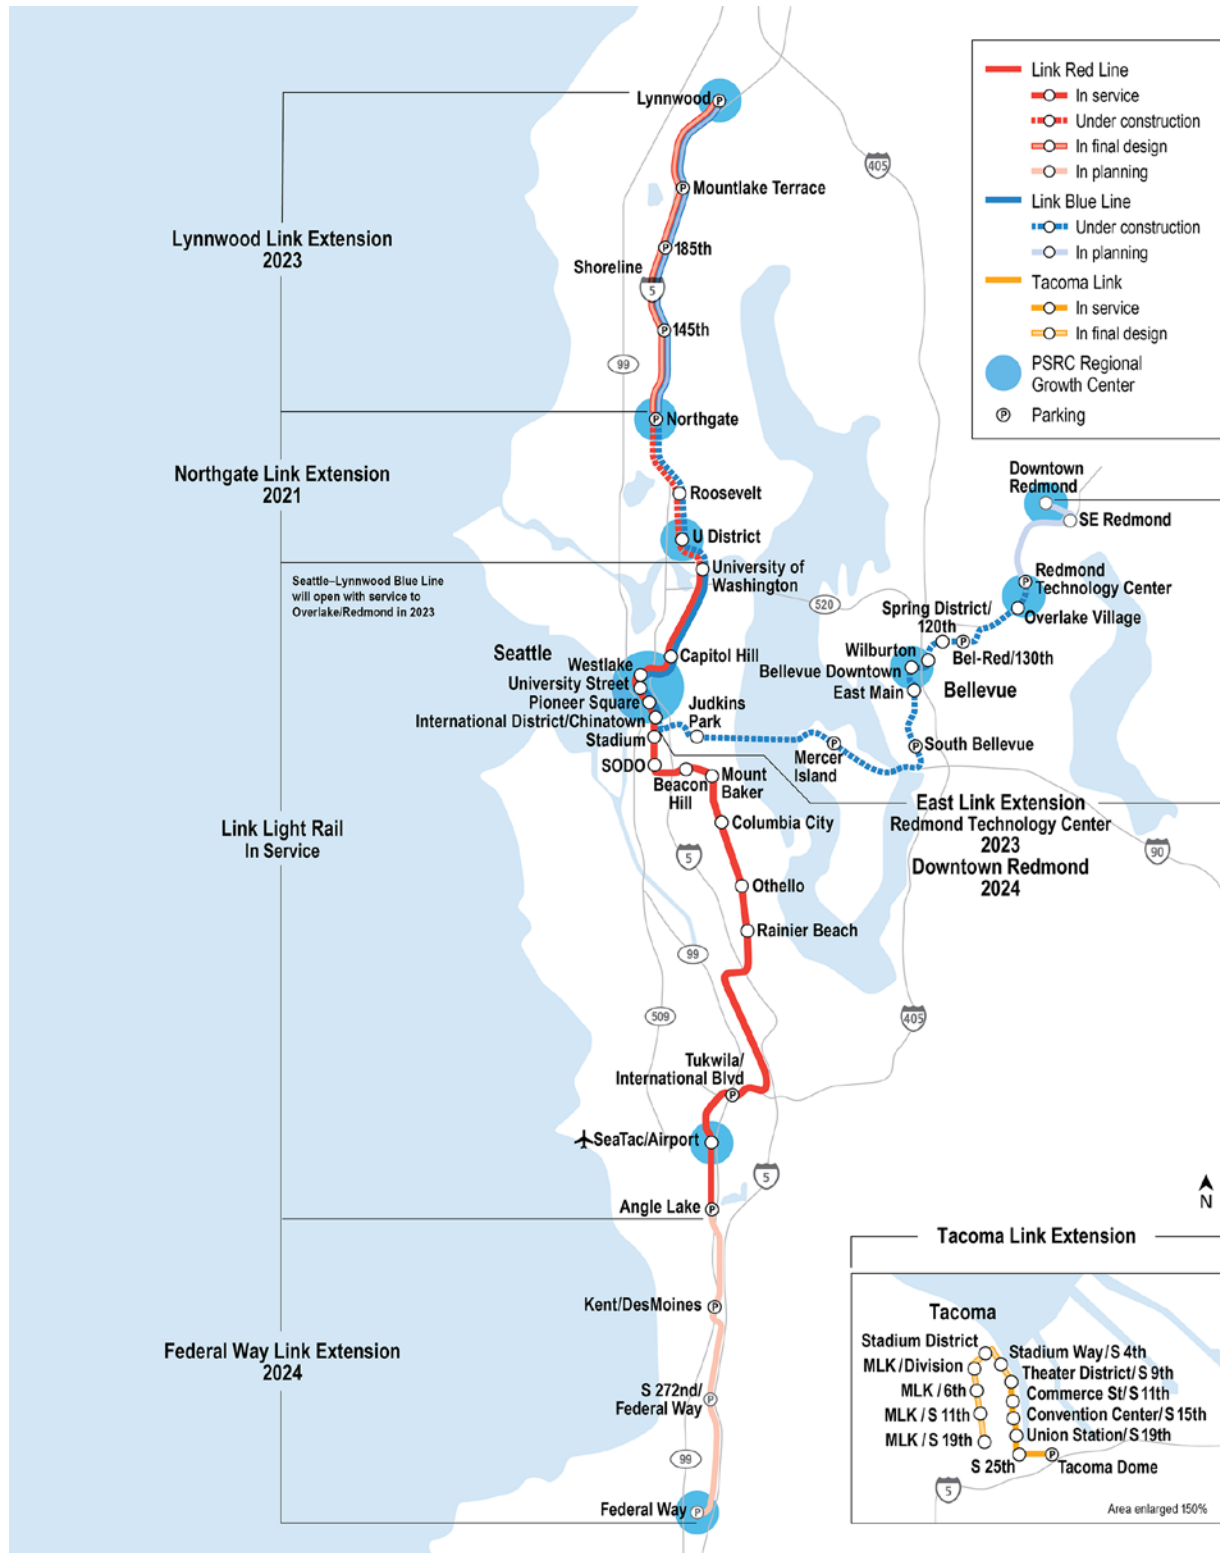 Link Red Line
In service
Under construction
In final design
In planning
Link Blue Line
Under construction
In planning
Tacoma Link
In service
In final design
PSRC Regional
Growth Center
P Parking
Lynnwood P
405
P Mountlake Terrace
Lynnwood Link Extension
2023
P 185th
Shoreline
5
P 145th
99
P Northgate
Northgate Link Extension
2021
Roosevelt
U District
University of
Washington
Seattle–Lynnwood Blue Line
will open with service to
Overlake/Redmond in 2023
520
Downtown
Redmond
SE Redmond
P Redmond
Technology Center
Overlake Village
Spring District/
120th
P Bel-Red/130th
Wilburton
Bellevue Downtown
East Main
Bellevue
P South Bellevue
Seattle
Capitol Hill
Westlake
University Street
Pioneer Square
International District/Chinatown
Stadium
Judkins
Park
P Mercer
Island
SODO
Beacon
Hill
Mount
Baker
East Link Extension
Redmond Technology Center
2023
Downtown Redmond
2024
90
Link Light Rail
In Service
Columbia City
5
Othello
Rainier Beach
99
509
405
Tukwila/
International Blvd P
SeaTac/Airport
5
Angle Lake P
N
Kent/DesMoines P
Federal Way Link Extension
2024
S 272nd/
Federal Way P
99
Federal Way P
Tacoma Link Extension
Tacoma
Stadium District
MLK/Division
MLK/6th
MLK/S 11th
MLK/S 19th
Stadium Way/S 4th
Theater District/S 9th
Commerce St/S 11th
Convention Center/S 15th
Union Station/S 19th
S 25th
P Tacoma Dome
5
Area enlarged 150%